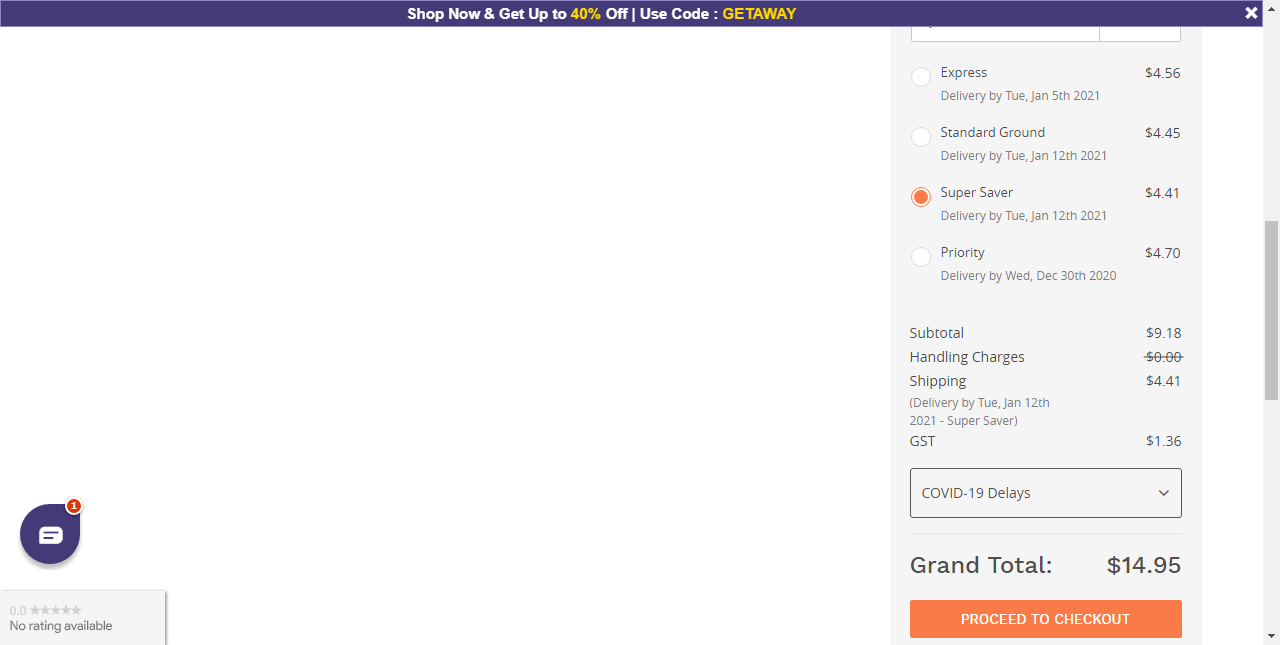 Shop Now & Get Up to 40% Off | Use Code : GETAWAY
Express $4.56
Delivery by Tue, Jan 5th 2021
Standard Ground $4.45
Delivery by Tue, Jan 12th 2021
Super Saver $4.41
Delivery by Tue, Jan 12th 2021
Priority $4.70
Delivery by Wed, Dec 30th 2020
Subtotal $9.18
Handling Charges $0.00
Shipping $4.41
(Delivery by Tue, Jan 12th
2021 - Super Saver)
GST $1.36
COVID-19 Delays
Grand Total: $14.95
PROCEED TO CHECKOUT
1
0.0 ★★★★★
No rating available